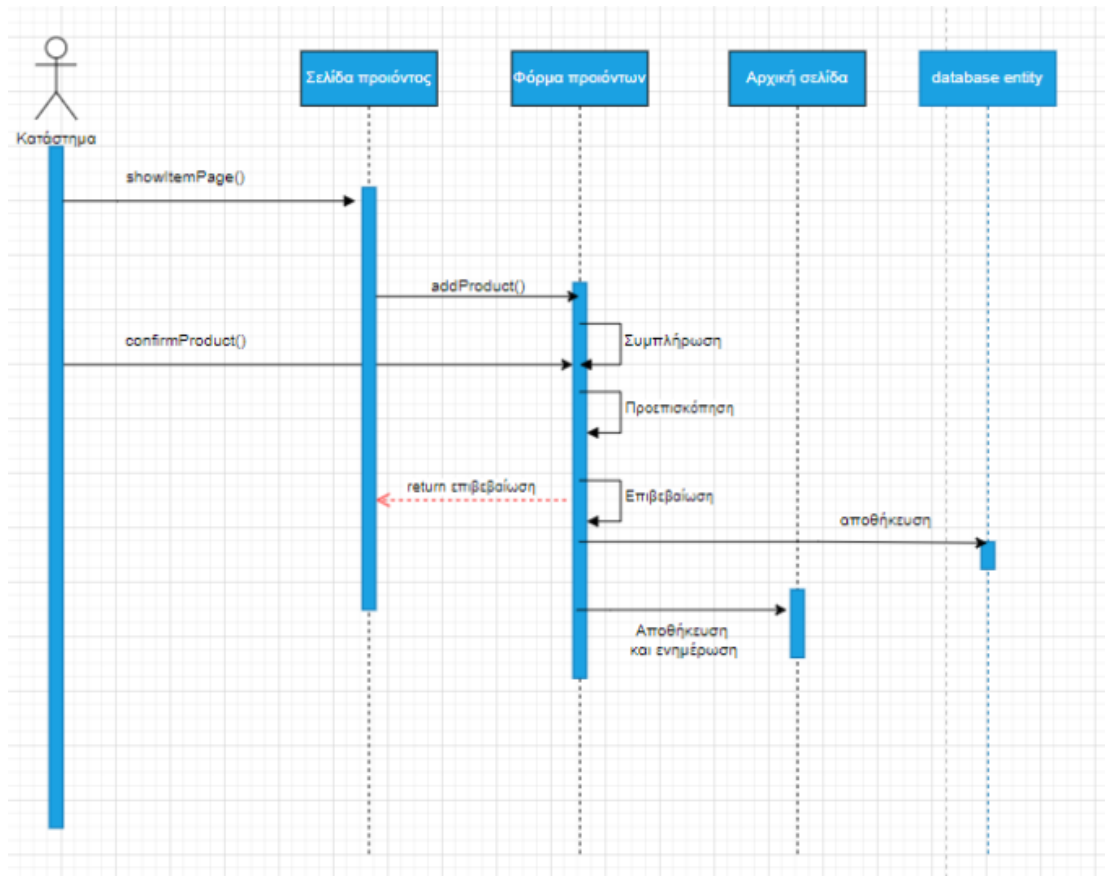 Σελίδα προιόντος
Φόρμα προιόντων
Αρχική σελίδα
database entity
Κατάστημα
showItemPage()
addProduct()
confirmProduct()
Συμπλήρωση
Προεπισκόπηση
return επιβεβαίωση
Επιβεβαίωση
αποθήκευση
Αποθήκευση
και ενημέρωση